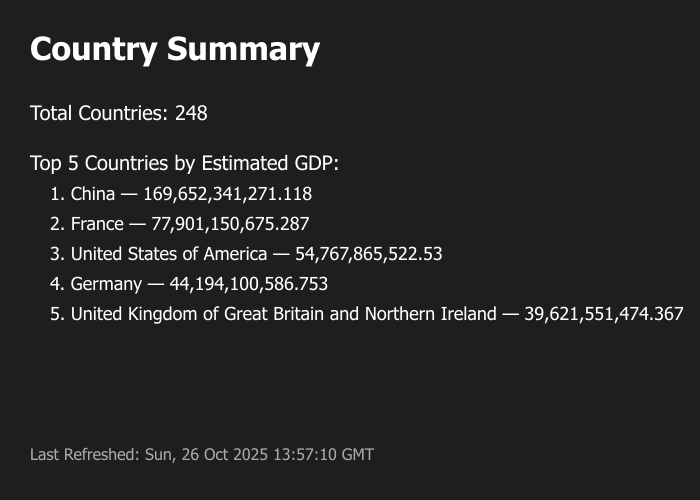 Country Summary
Total Countries: 248
Top 5 Countries by Estimated GDP:
1. China — 169,652,341,271.118
2. France — 77,901,150,675.287
3. United States of America — 54,767,865,522.53
4. Germany — 44,194,100,586.753
5. United Kingdom of Great Britain and Northern Ireland — 39,621,551,474.367
Last Refreshed: Sun, 26 Oct 2025 13:57:10 GMT